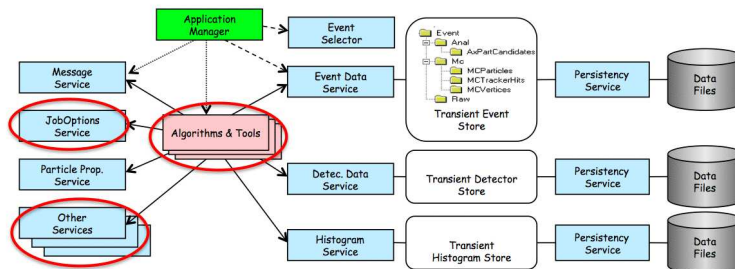 Application
Manager
Event
Selector
Message
Service
Event Data
Service
Event
Anal
AxPartCandidates
Mc
MCParticles
MCTrackerHits
MCVertices
Raw
Transient Event
Store
Persistency
Service
Data
Files
JobOptions
Service
Algorithms & Tools
Particle Prop.
Service
Detec. Data
Service
Transient Detector
Store
Persistency
Service
Data
Files
Other
Services
Histogram
Service
Transient
Histogram Store
Persistency
Service
Data
Files